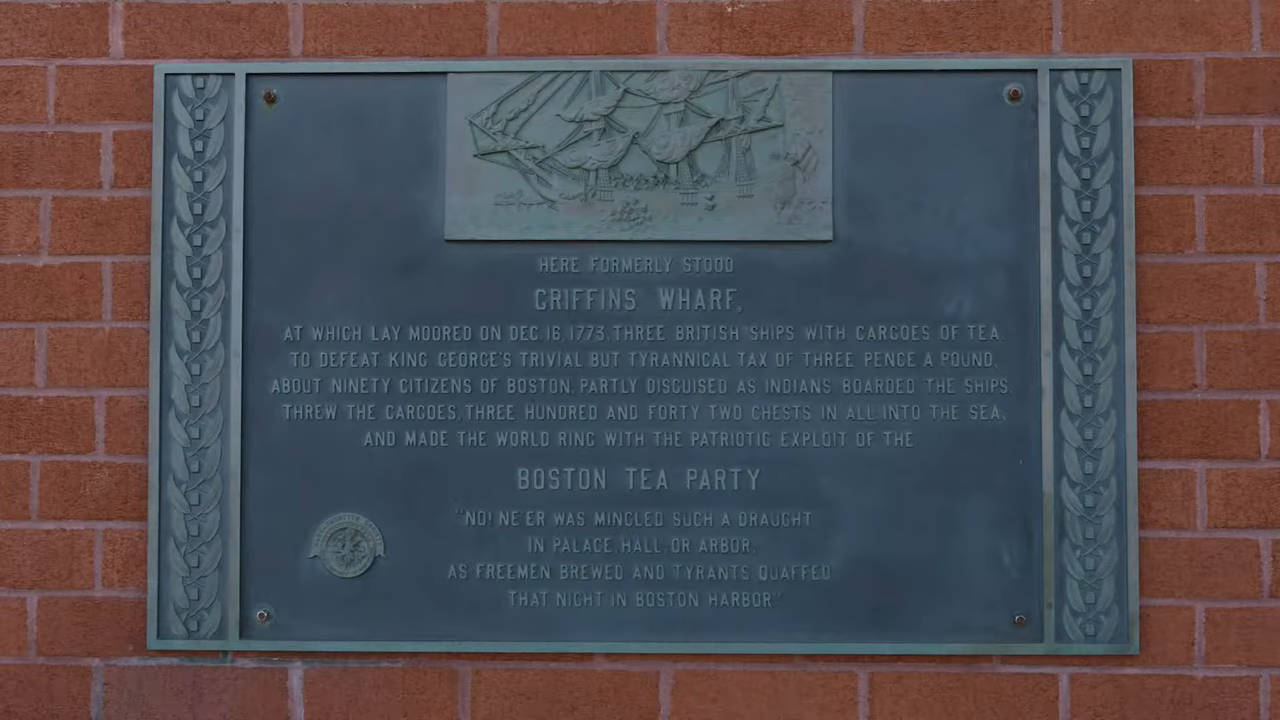 HERE FORMERLY STOOD
GRIFFINS WHARF,
AT WHICH LAY MOORED ON DEC. 16, 1773, THREE BRITISH SHIPS WITH CARGOES OF TEA.
TO DEFEAT KING GEORGE'S TRIVIAL BUT TYRANNICAL TAX OF THREE PENCE A POUND,
ABOUT NINETY CITIZENS OF BOSTON, PARTLY DISGUISED AS INDIANS, BOARDED THE SHIPS,
THREW THE CARGOES, THREE HUNDRED AND FORTY TWO CHESTS IN ALL, INTO THE SEA,
AND MADE THE WORLD RING WITH THE PATRIOTIC EXPLOIT OF THE
BOSTON TEA PARTY
"NO! NE'ER WAS MINGLED SUCH A DRAUGHT
IN PALACE, HALL, OR ARBOR,
AS FREEMEN BREWED AND TYRANTS QUAFFED
THAT NIGHT IN BOSTON HARBOR"